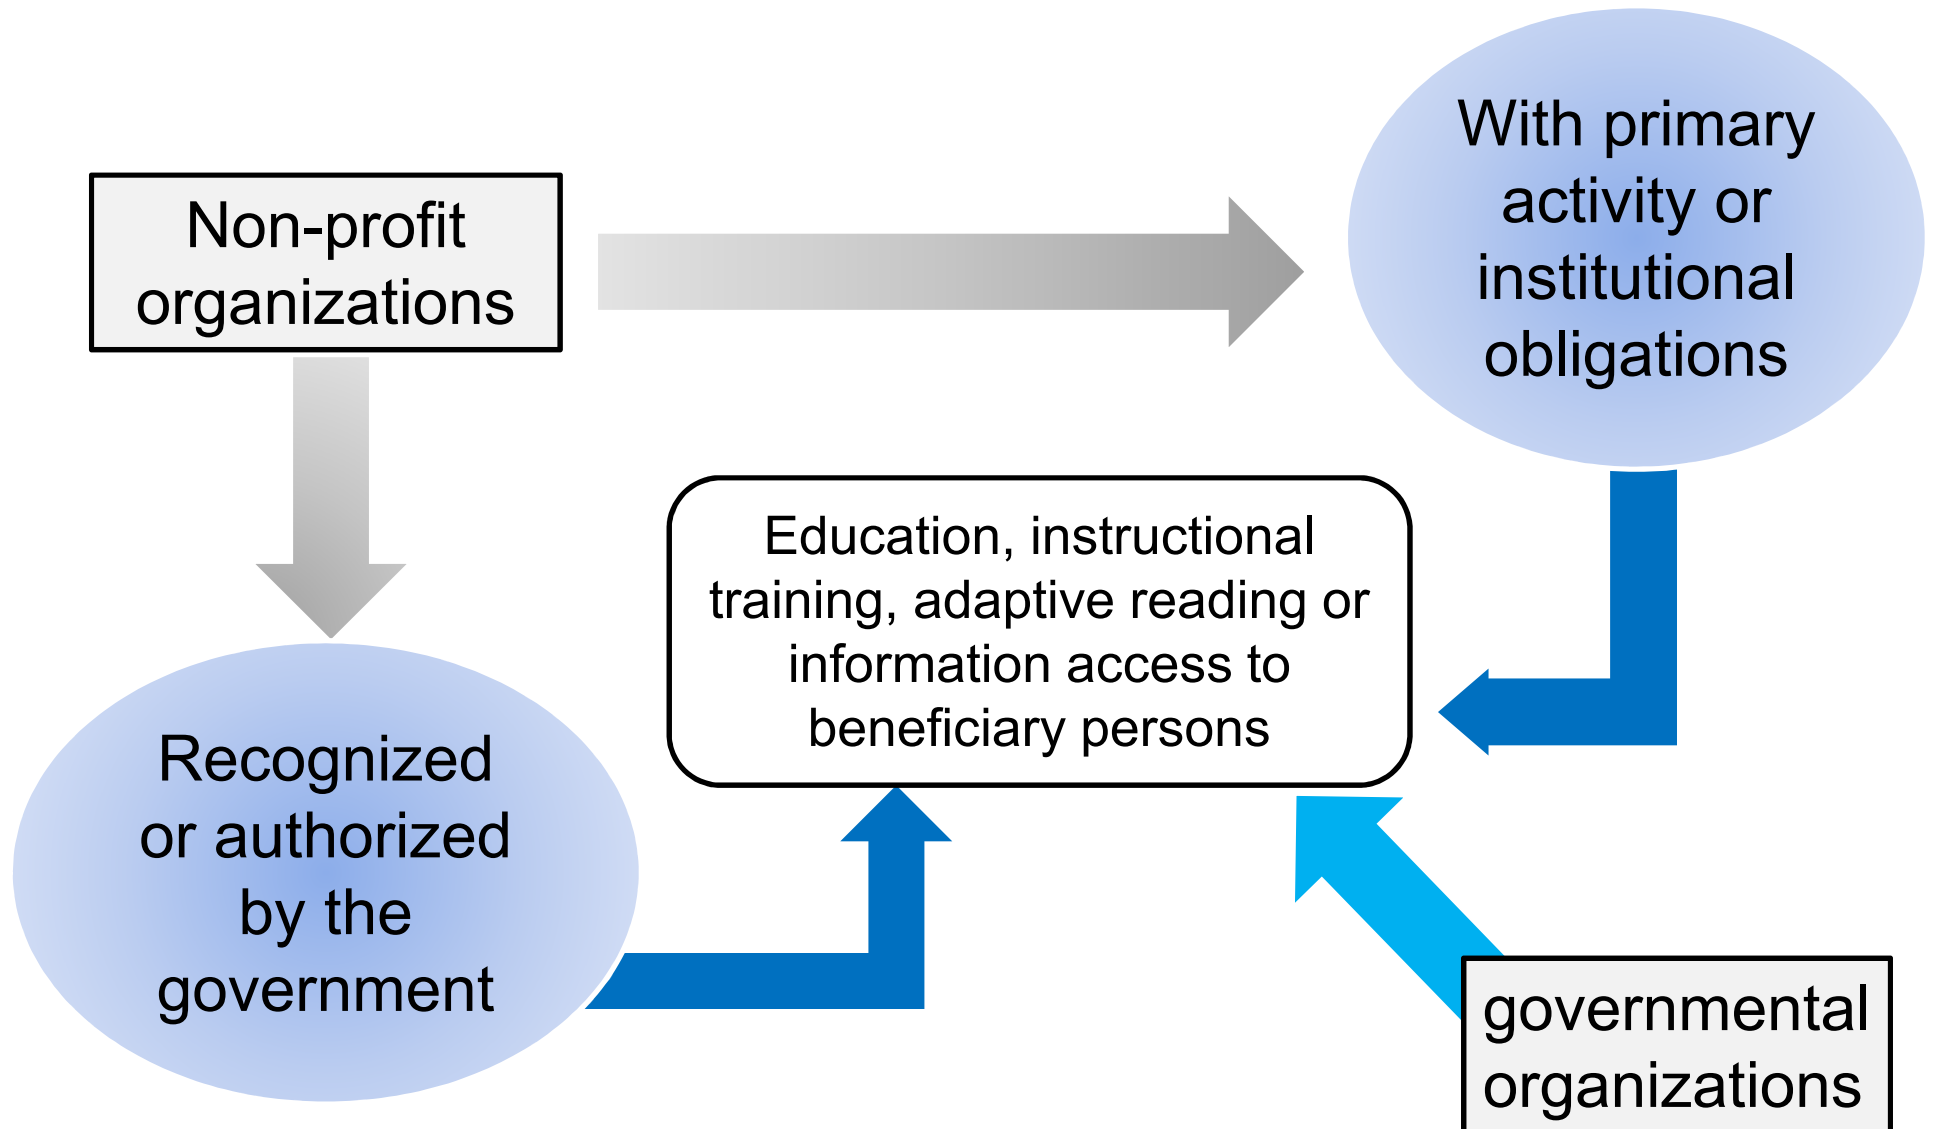 Non-profit
organizations
With primary
activity or
institutional
obligations
Education, instructional
training, adaptive reading or
information access to
beneficiary persons
Recognized
or authorized
by the
government
governmental
organizations